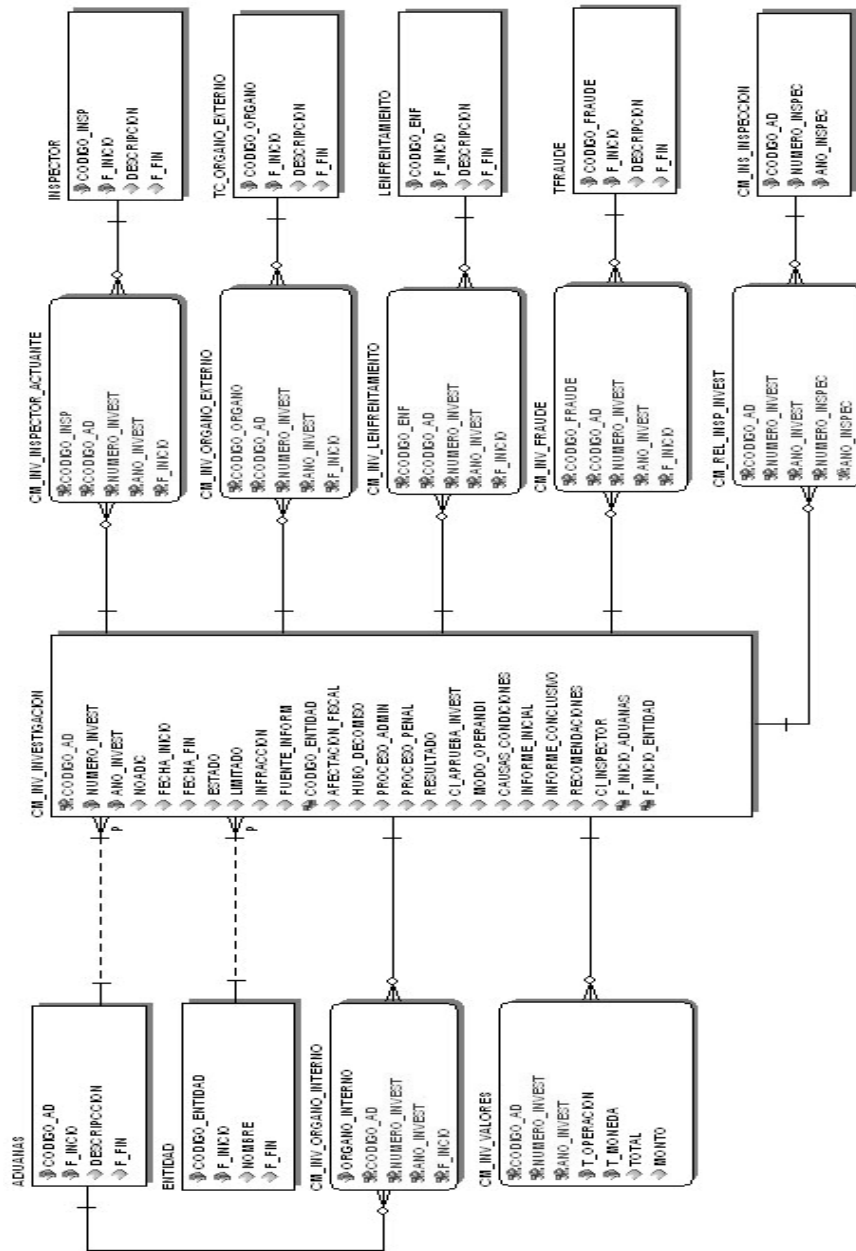 ADUANAS
CODIGO_AD
F_INICIO
DESCRIPCCION
F_FIN
ENTIDAD
CODIGO_ENTIDAD
F_INICIO
NOMBRE
F_FIN
CM_INV_ORGANO_INTERNO
ORGANO_INTERNO
CODIGO_AD
NUMERO_INVEST
ANO_INVEST
F_INCIO
CM_INV_VALORES
CODIGO_AD
NUMERO_INVEST
ANO_INVEST
T_OPERACION
T_MONEDA
TOTAL
MONTO
CM_INV_INVESTIGACION
CODIGO_AD
NUMERO_INVEST
ANO_INVEST
NOADIC
FECHA_INICIO
FECHA_FIN
ESTADO
LIMITADO
INFRACCION
FUENTE_INFORM
CODIGO_ENTIDAD
AFECTACION_FISCAL
HUBO_DECOMISO
PROCESO_ADMIN
PROCESO_PENAL
RESULTADO
CI_APRUEBA_INVEST
MODO_OPERANDI
CAUSAS_CONDICIONES
INFORME_INICIAL
INFORME_CONCLUSIVO
RECOMENDACIONES
CI_INSPECTOR
F_INICIO_ADUANAS
F_INICIO_ENTIDAD
P
P
CM_INV_INSPECTOR_ACTUANTE
CODIGO_INSP
CODIGO_AD
NUMERO_INVEST
ANO_INVEST
F_INICIO
CM_INV_ORGANO_EXTERNO
CODIGO_ORGANO
CODIGO_AD
NUMERO_INVEST
ANO_INVEST
F_INICIO
CM_INV_LENFRENTAMIENTO
CODIGO_ENF
CODIGO_AD
NUMERO_INVEST
ANO_INVEST
F_INICIO
CM_INV_FRAUDE
CODIGO_FRAUDE
CODIGO_AD
NUMERO_INVEST
ANO_INVEST
F_INICIO
CM_REL_INSP_INVEST
CODIGO_AD
NUMERO_INVEST
ANO_INVEST
NUMERO_INSPEC
ANO_INSPEC
INSPECTOR
CODIGO_INSP
F_INICIO
DESCRIPCION
F_FIN
TC_ORGANO_EXTERNO
CODIGO_ORGANO
F_INICIO
DESCRIPCION
F_FIN
LENFRENTAMIENTO
CODIGO_ENF
F_INICIO
DESCRIPCION
F_FIN
TFRAUDE
CODIGO_FRAUDE
F_INICIO
DESCRIPCION
F_FIN
CM_INS_INSPECCION
CODIGO_AD
NUMERO_INSPEC
ANO_INSPEC